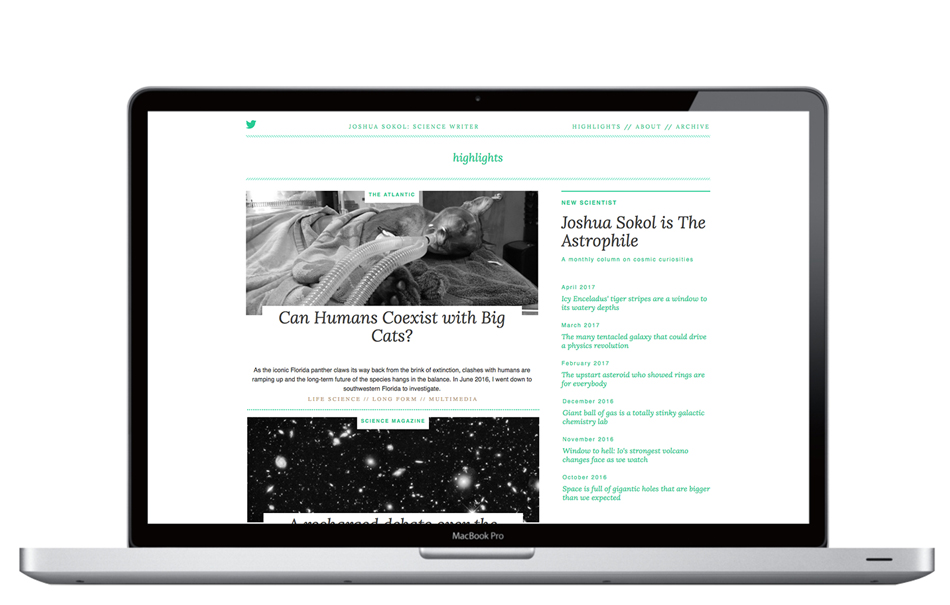 JOSHUA SOKOL: SCIENCE WRITER
HIGHLIGHTS // ABOUT // ARCHIVE
highlights
THE ATLANTIC
Can Humans Coexist with Big
Cats?
As the iconic Florida panther claws its way back from the brink of extinction, clashes with humans are
ramping up and the long-term future of the species hangs in the balance. In June 2016, I went down to
southwestern Florida to investigate.
LIFE SCIENCE // LONG FORM // MULTIMEDIA
SCIENCE MAGAZINE
A recharged debate over the
NEW SCIENTIST
Joshua Sokol is The
Astrophile
A monthly column on cosmic curiosities
April 2017
Icy Enceladus' tiger stripes are a window to
its watery depths
March 2017
The many tentacled galaxy that could drive
a physics revolution
February 2017
The upstart asteroid who showed rings are
for everybody
December 2016
Giant ball of gas is a totally stinky galactic
chemistry lab
November 2016
Window to hell: Io's strongest volcano
changes face as we watch
October 2016
Space is full of gigantic holes that are bigger
than we expected
MacBook Pro